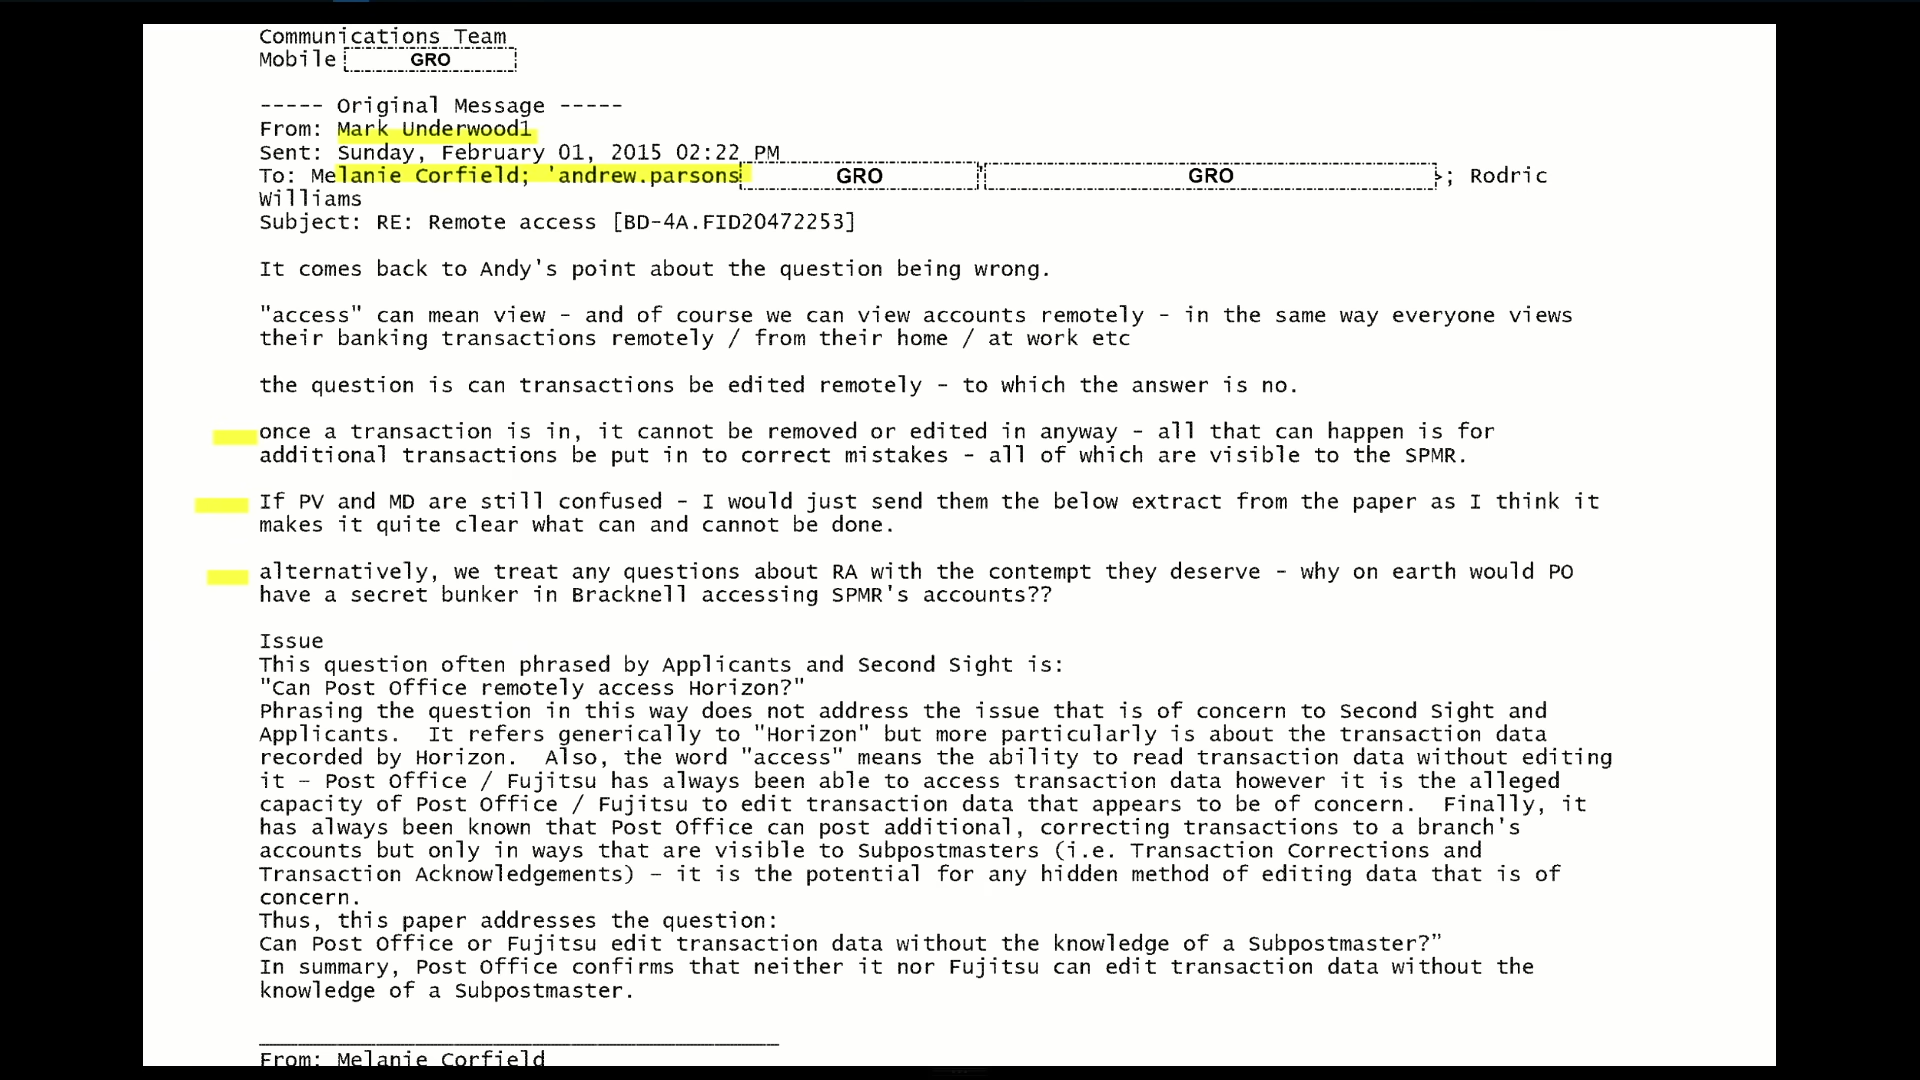 Communications Team
Mobile GRO
----- Original Message -----
From: Mark Underwood1
Sent: Sunday, February 01, 2015 02:22 PM
To: Melanie Corfield; 'andrew.parsons GRO ' GRO >; Rodric
Williams
Subject: RE: Remote access [BD-4A.FID20472253]
It comes back to Andy's point about the question being wrong.
"access" can mean view - and of course we can view accounts remotely - in the same way everyone views
their banking transactions remotely / from their home / at work etc
the question is can transactions be edited remotely - to which the answer is no.
once a transaction is in, it cannot be removed or edited in anyway - all that can happen is for
additional transactions be put in to correct mistakes - all of which are visible to the SPMR.
If PV and MD are still confused - I would just send them the below extract from the paper as I think it
makes it quite clear what can and cannot be done.
alternatively, we treat any questions about RA with the contempt they deserve - why on earth would PO
have a secret bunker in Bracknell accessing SPMR's accounts??
Issue
This question often phrased by Applicants and Second Sight is:
"Can Post Office remotely access Horizon?"
Phrasing the question in this way does not address the issue that is of concern to Second Sight and
Applicants.  It refers generically to "Horizon" but more particularly is about the transaction data
recorded by Horizon.  Also, the word "access" means the ability to read transaction data without editing
it – Post Office / Fujitsu has always been able to access transaction data however it is the alleged
capacity of Post Office / Fujitsu to edit transaction data that appears to be of concern.  Finally, it
has always been known that Post Office can post additional, correcting transactions to a branch's
accounts but only in ways that are visible to Subpostmasters (i.e. Transaction Corrections and
Transaction Acknowledgements) – it is the potential for any hidden method of editing data that is of
concern.
Thus, this paper addresses the question:
Can Post Office or Fujitsu edit transaction data without the knowledge of a Subpostmaster?”
In summary, Post Office confirms that neither it nor Fujitsu can edit transaction data without the
knowledge of a Subpostmaster.
________________________________________
From: Melanie Corfield